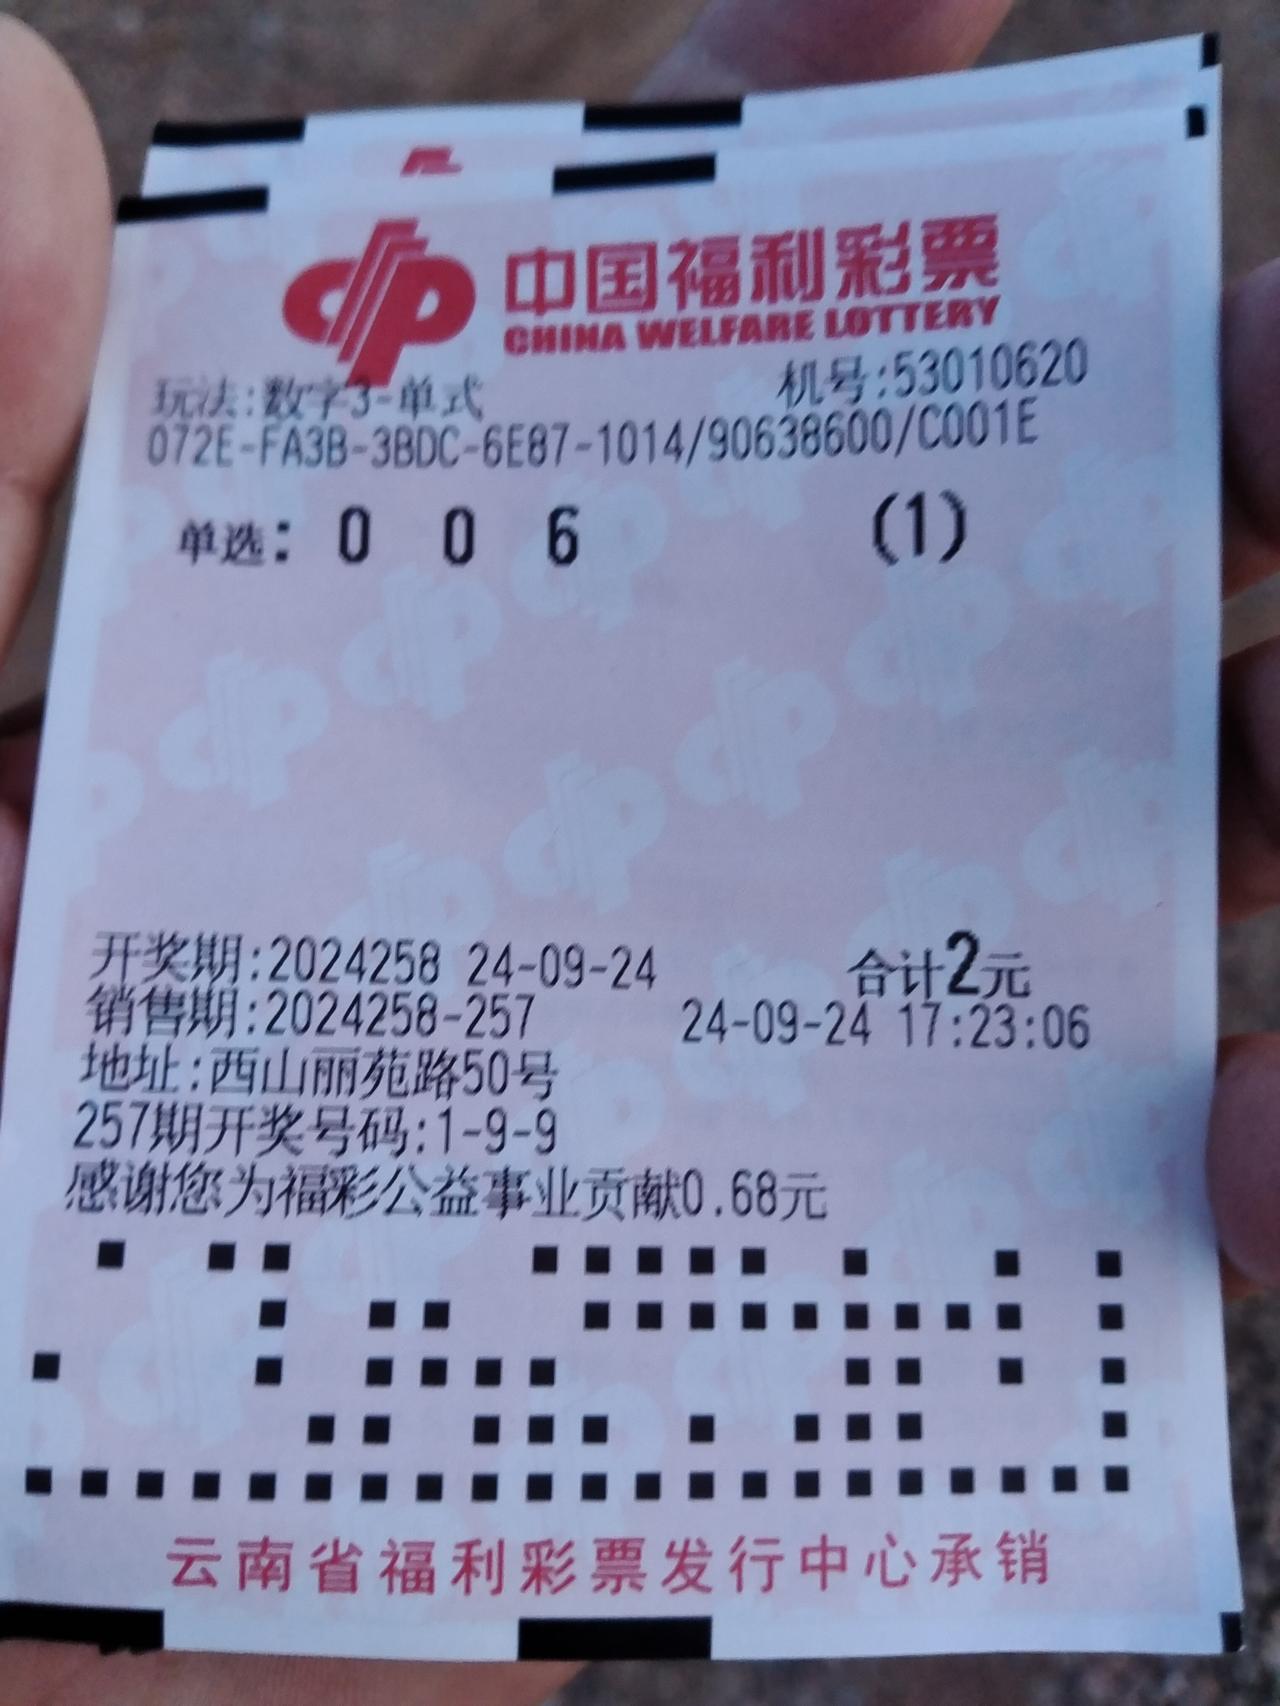 中国福利彩票
CHINA WELFARE LOTTERY
玩法:数字3-单式 机号:53010620
072E-FA3B-3BDC-6E87-1014/90638600/C001E
单选: 0 0 6 (1)
开奖期:2024258 24-09-24 合计2元
销售期:2024258-257 24-09-24 17:23:06
地址:西山丽苑路50号
257期开奖号码:1-9-9
感谢您为福彩公益事业贡献0.68元
云南省福利彩票发行中心承销